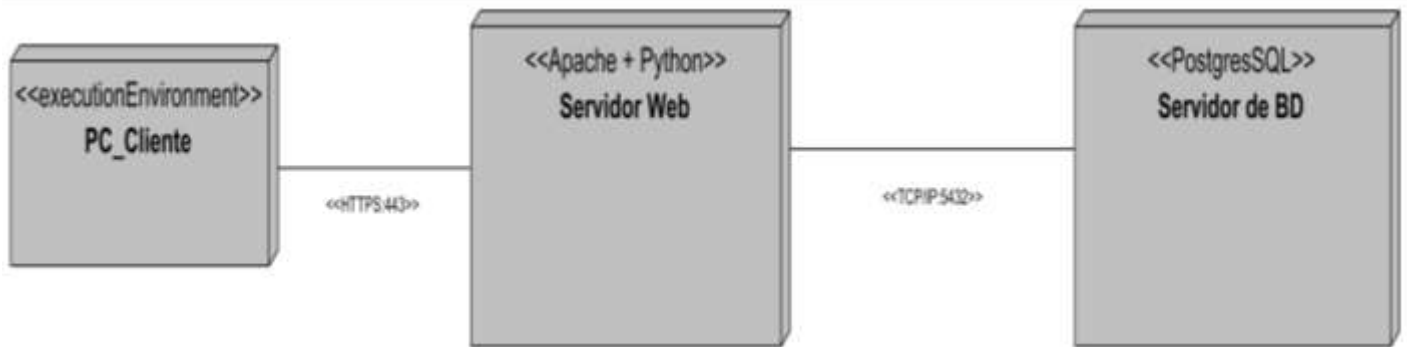 <<executionEnvironment>>
PC_Cliente
<<HTTPS:443>>
<<Apache + Python>>
Servidor Web
<<TCP/IP:5432>>
<<PostgresSQL>>
Servidor de BD